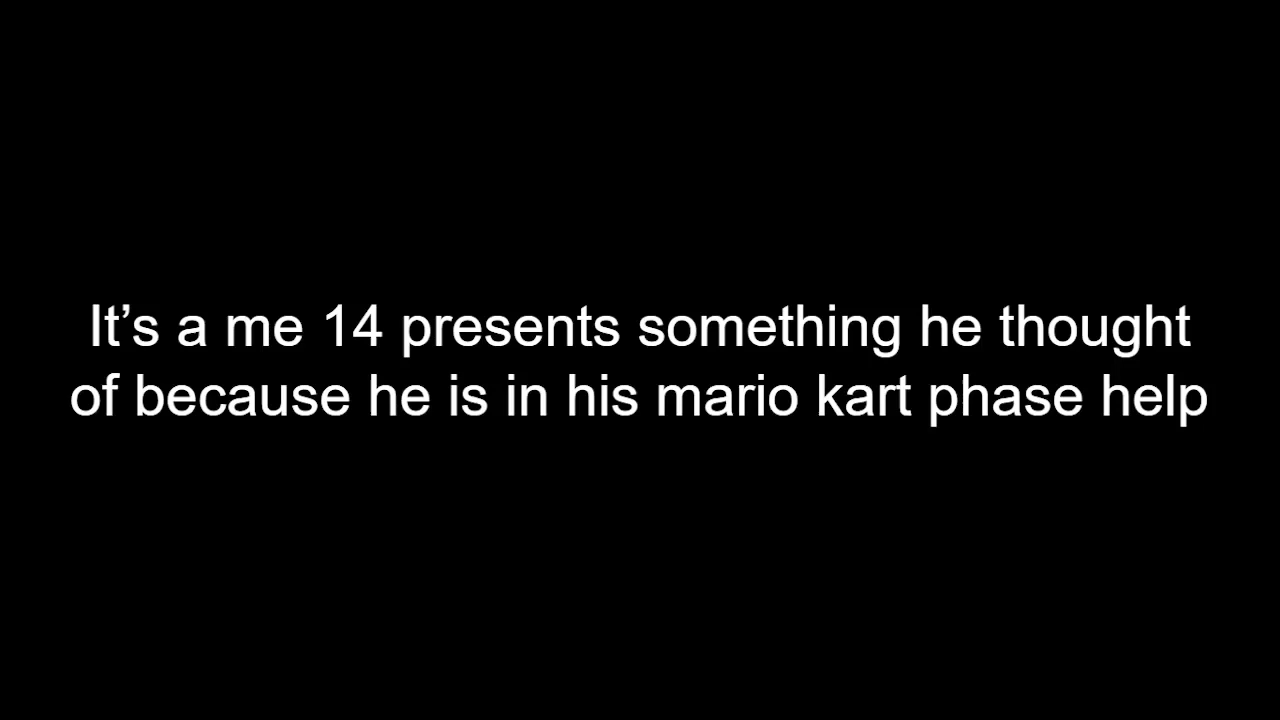 It’s a me 14 presents something he thought
of because he is in his mario kart phase help